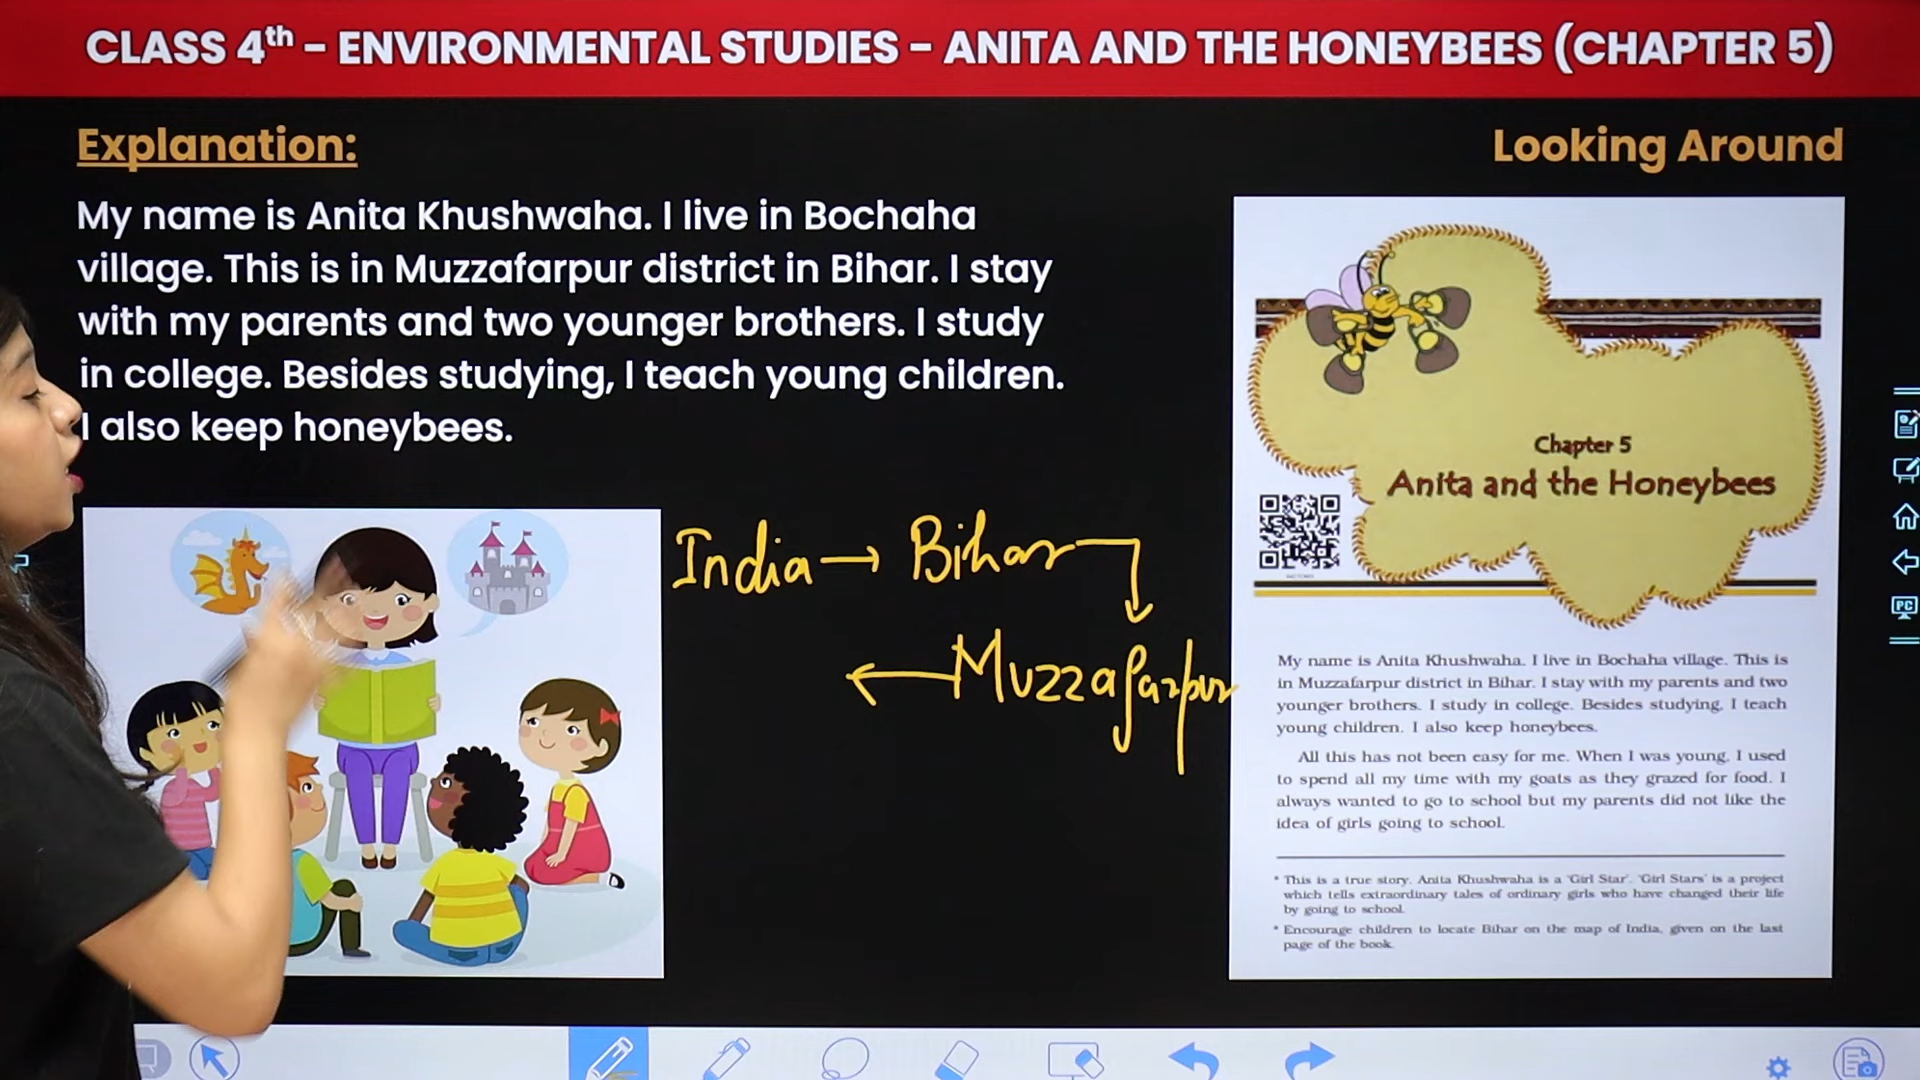 CLASS 4th – ENVIRONMENTAL STUDIES – ANITA AND THE HONEYBEES (CHAPTER 5)
Explanation:
Looking Around
My name is Anita Khushwaha. I live in Bochaha
village. This is in Muzzafarpur district in Bihar. I stay
with my parents and two younger brothers. I study
in college. Besides studying, I teach young children.
I also keep honeybees.
India → Bihar
← Muzzafarpur
Chapter 5
Anita and the Honeybees
My name is Anita Khushwaha. I live in Bochaha village. This is
in Muzzafarpur district in Bihar. I stay with my parents and two
younger brothers. I study in college. Besides studying, I teach
young children. I also keep honeybees.
All this has not been easy for me. When I was young, I used
to spend all my time with my goats as they grazed for food. I
always wanted to go to school but my parents did not like the
idea of girls going to school.
* This is a true story. Anita Khushwaha is a 'Girl Star'. 'Girl Stars' is a project
which tells extraordinary tales of ordinary girls who have changed their life
by going to school.
* Encourage children to locate Bihar on the map of India, given on the last
page of the book.
PC